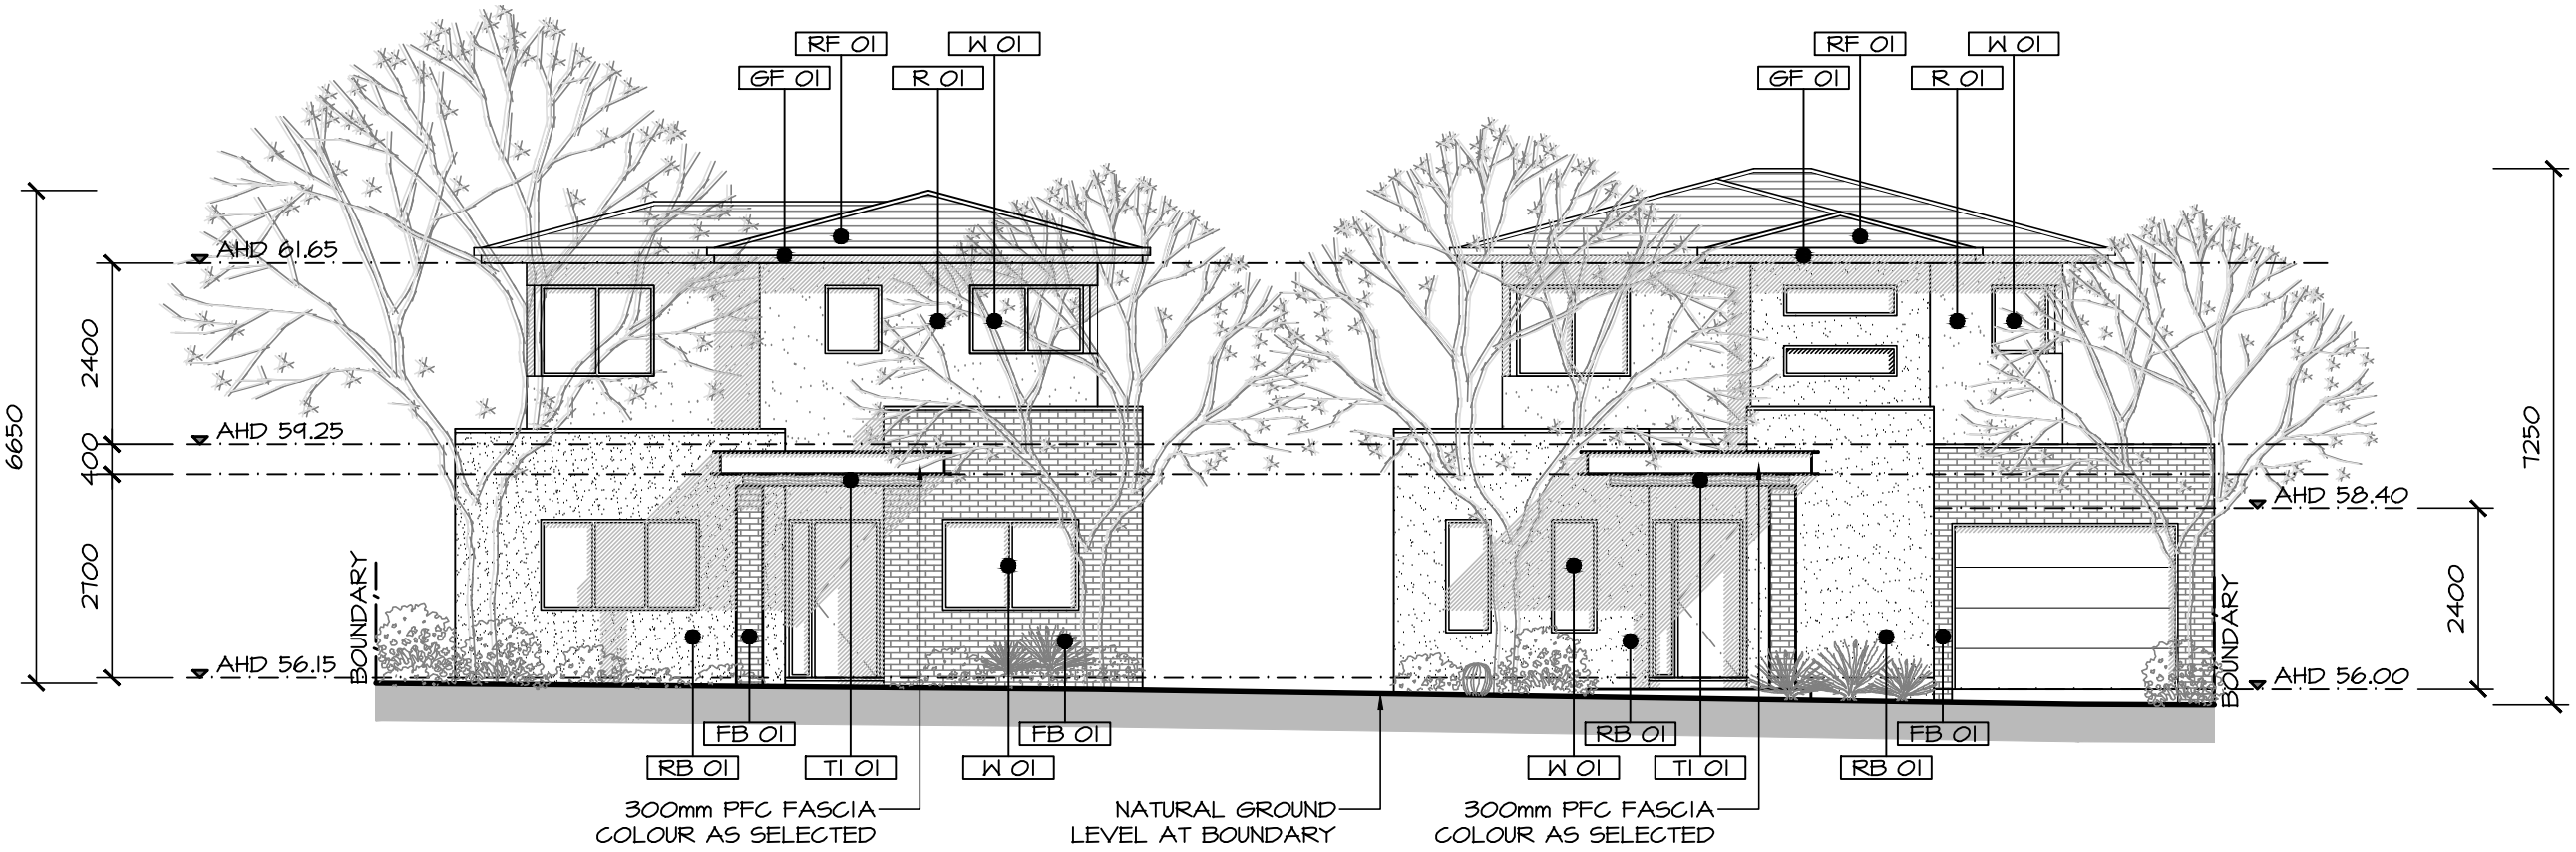 RF 01
W 01
RF 01
W 01
GF 01
R 01
GF 01
R 01
AHD 61.65
2400
6650
AHD 59.25
400
7250
AHD 58.40
2700
BOUNDARY
2400
BOUNDARY
AHD 56.15
AHD 56.00
FB 01
FB 01
RB 01
FB 01
RB 01
TI 01
W 01
W 01
TI 01
RB 01
300mm PFC FASCIA
COLOUR AS SELECTED
NATURAL GROUND
LEVEL AT BOUNDARY
300mm PFC FASCIA
COLOUR AS SELECTED